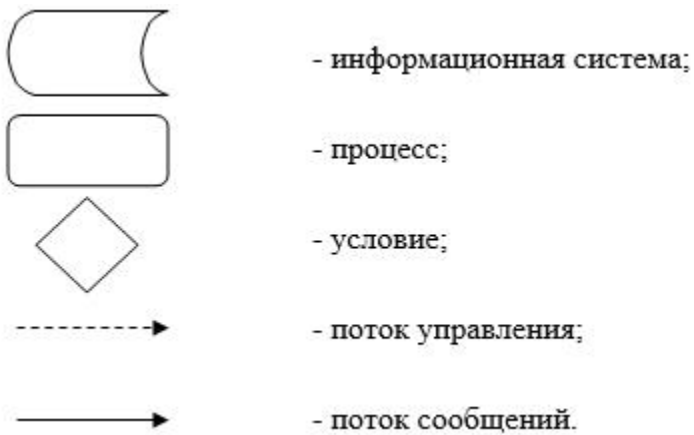 - информационная система;
- процесс;
- условие;
- поток управления;
- поток сообщений.